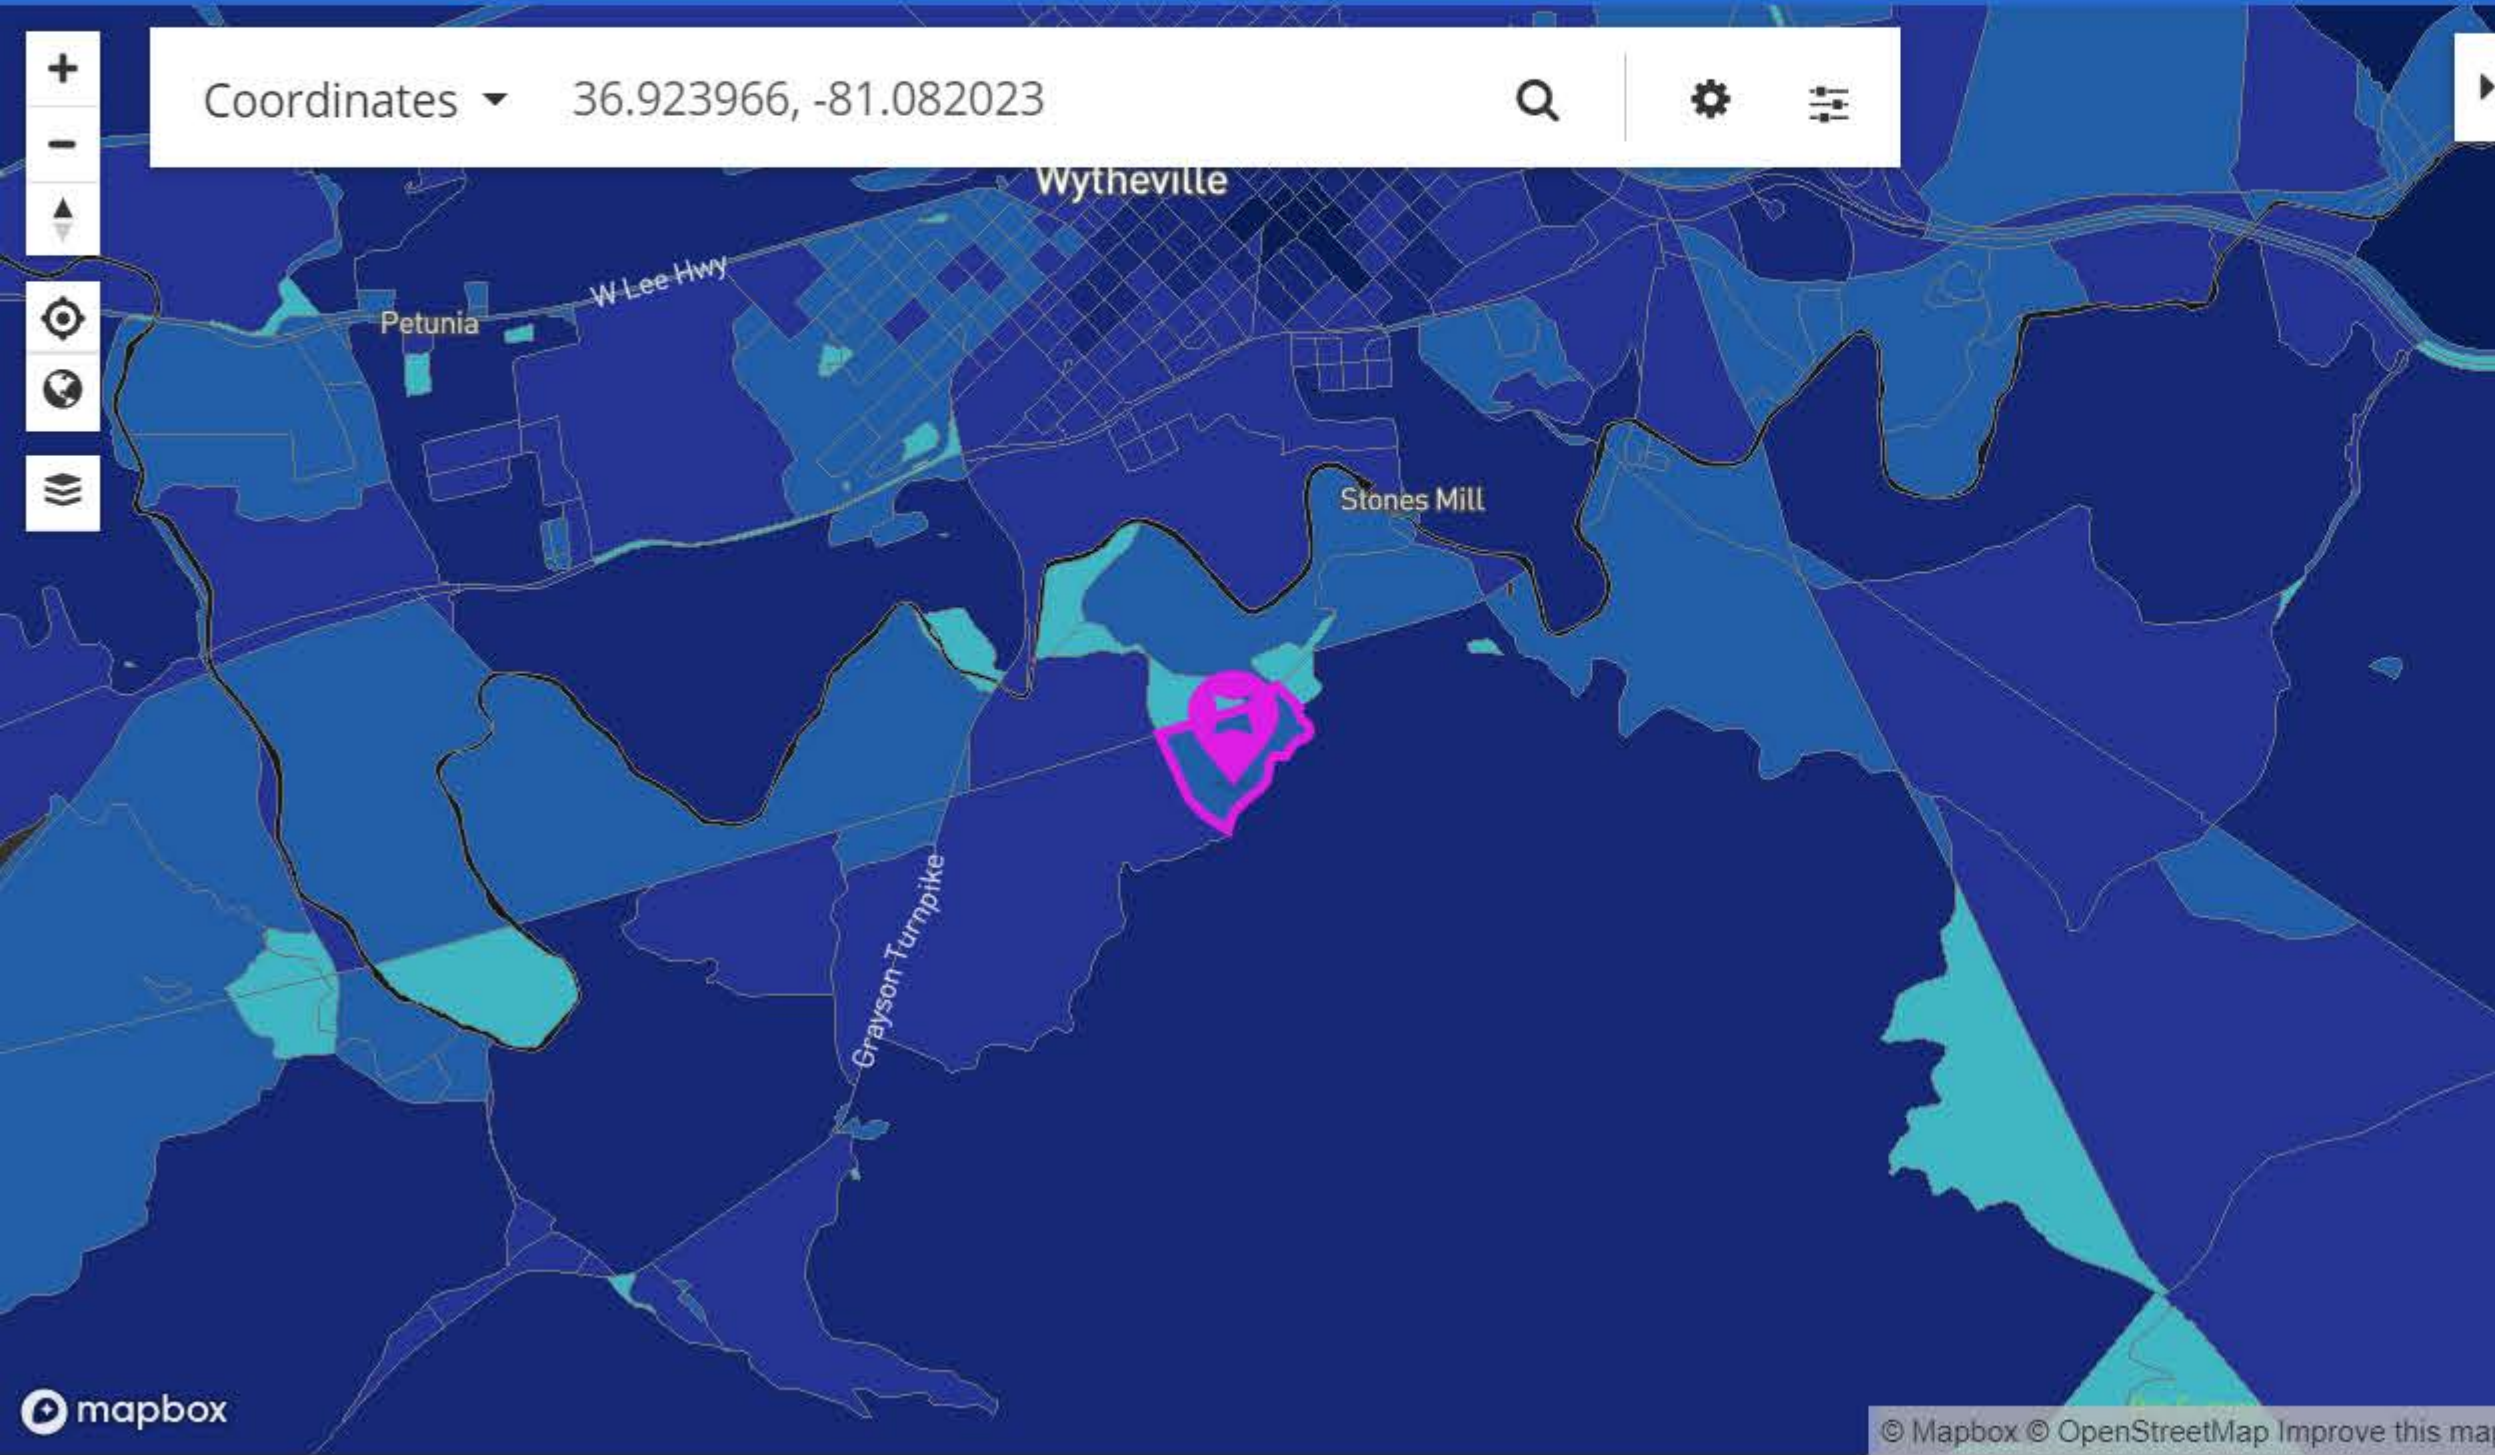 Coordinates 36.923966, -81.082023
Wytheville
W Lee Hwy
Petunia
Stones Mill
Grayson Turnpike
mapbox
© Mapbox © OpenStreetMap Improve this ma